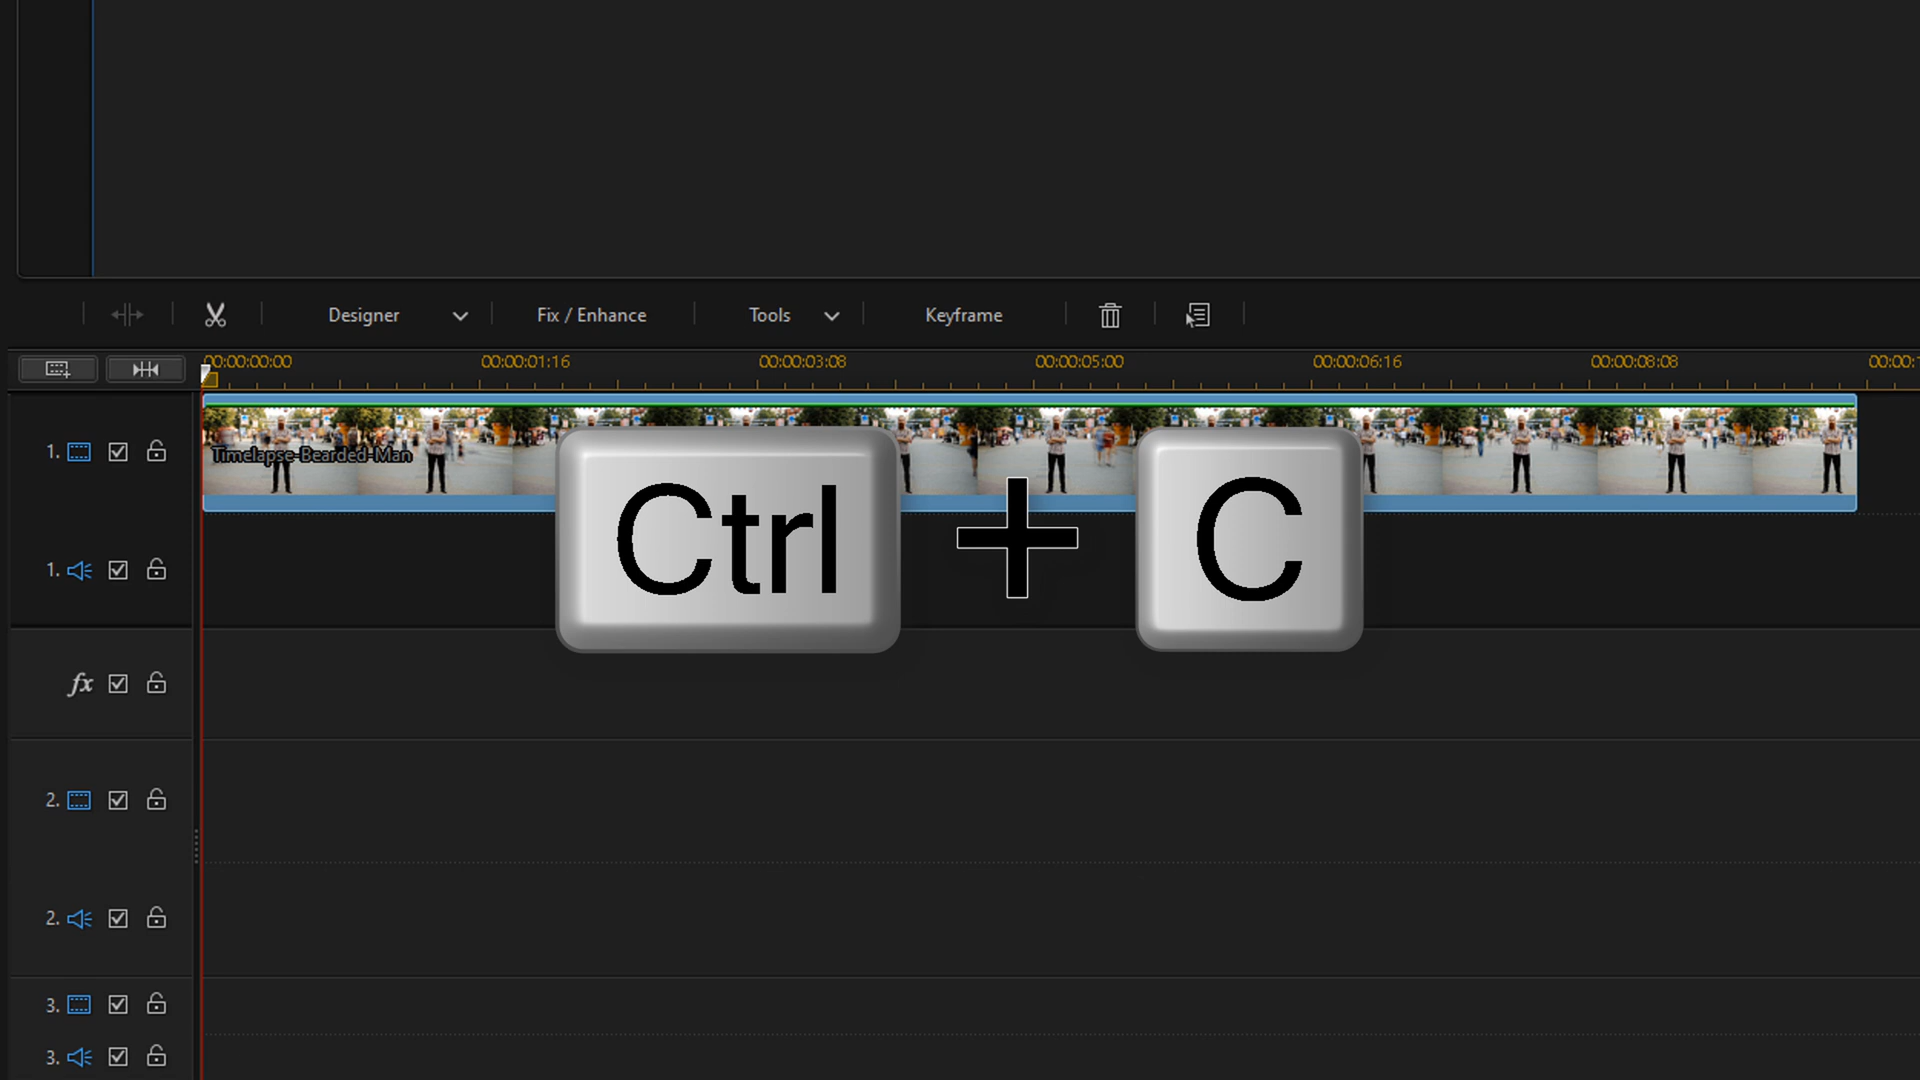 Designer Fix / Enhance Tools Keyframe
00:00:00:00 00:00:01:16 00:00:03:08 00:00:05:00 00:00:06:16 00:00:08:08 00:00:
1.
Timelapse-Bearded-Man
Ctrl + C
1.
fx
2.
2.
3.
3.